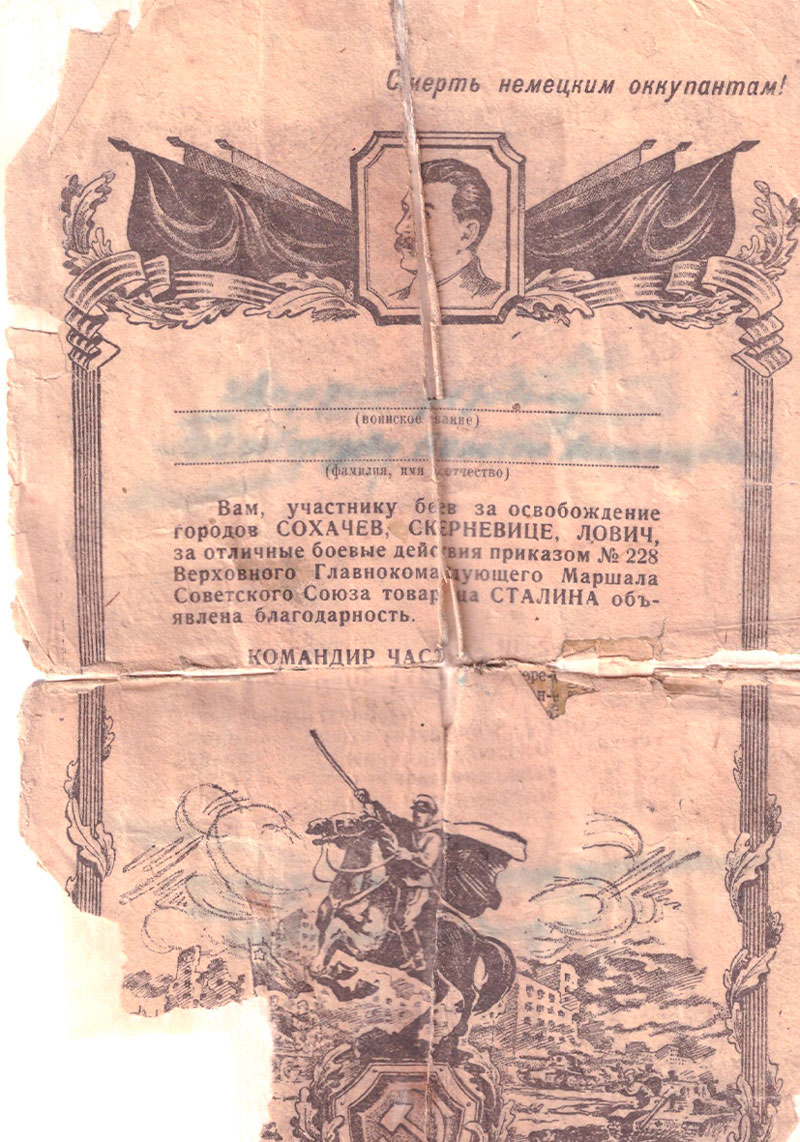 Смерть немецким оккупантам!
(воинское звание)
(фамилия, имя отчество)
Вам, участнику боев за освобождение
городов СОХАЧЕВ, СКЕРНЕВИЦЕ, ЛОВИЧ,
за отличные боевые действия приказом № 228
Верховного Главнокомандующего Маршала
Советского Союза товарища СТАЛИНА объ-
явлена благодарность.
КОМАНДИР ЧАСТ